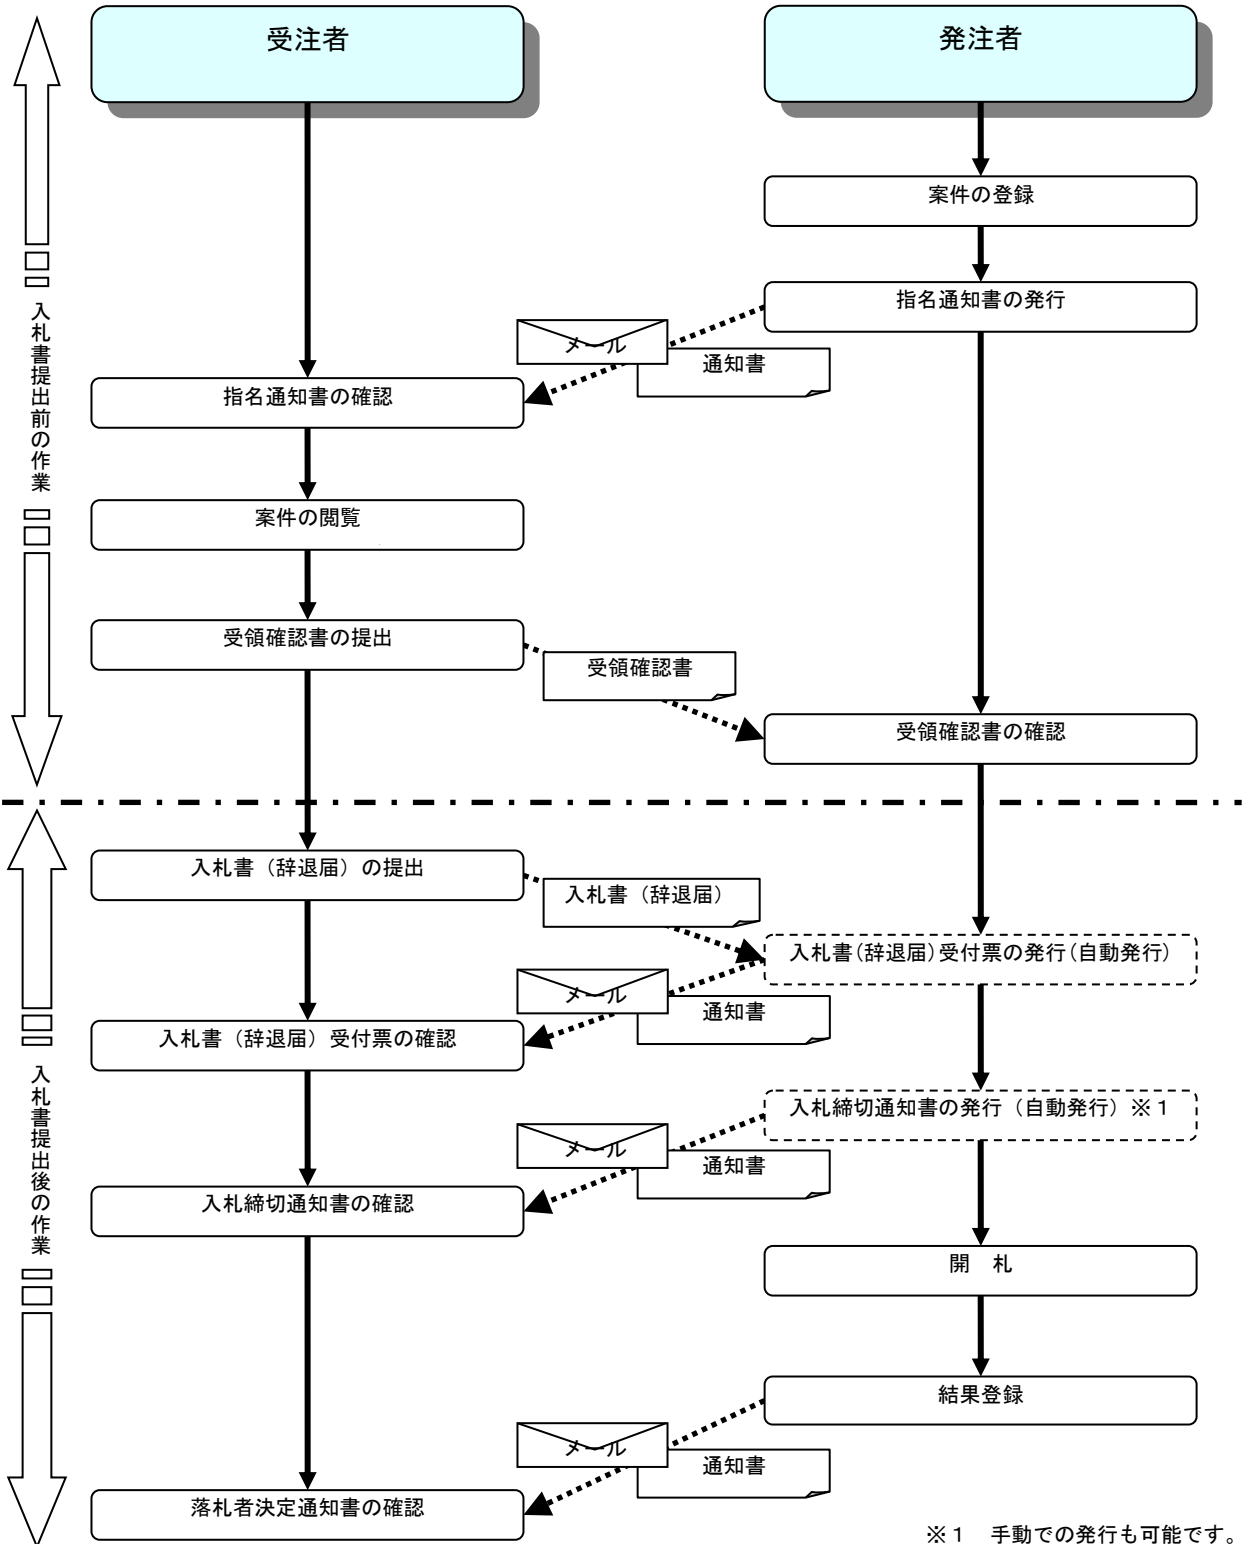 受注者
発注者
案件の登録
指名通知書の発行
メール
通知書
指名通知書の確認
入札書提出前の作業
案件の閲覧
受領確認書の提出
受領確認書
受領確認書の確認
入札書（辞退届）の提出
入札書（辞退届）
入札書(辞退届)受付票の発行(自動発行)
メール
通知書
入札書（辞退届）受付票の確認
入札書提出後の作業
入札締切通知書の発行（自動発行）※１
メール
通知書
入札締切通知書の確認
開　札
結果登録
メール
通知書
落札者決定通知書の確認
※１　手動での発行も可能です。